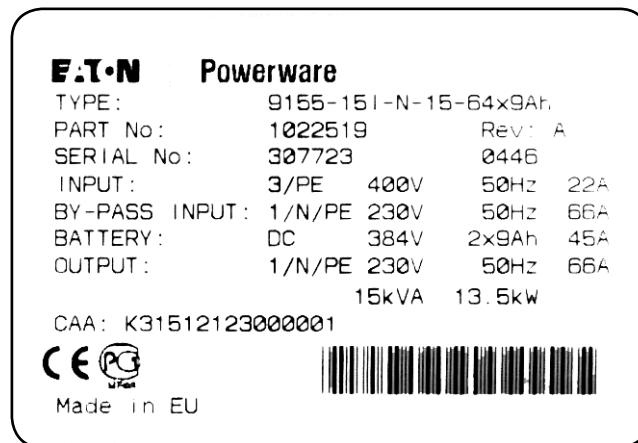 EATON Powerware
TYPE: 9155-15I-N-15-64x9Ah
PART No: 1022519 Rev: A
SERIAL No: 307723 0446
INPUT: 3/PE 400V 50Hz 22A
BY-PASS INPUT: 1/N/PE 230V 50Hz 66A
BATTERY: DC 384V 2x9Ah 45A
OUTPUT: 1/N/PE 230V 50Hz 66A
15kVA 13.5kW
CAA: K31512123000001
CE
Made in EU